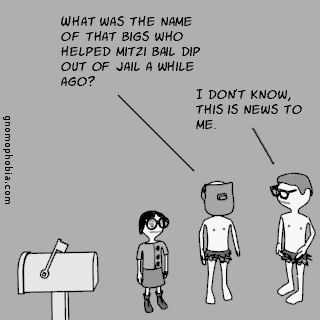 WHAT WAS THE NAME
OF THAT BIGS WHO
HELPED MITZI BAIL DIP
OUT OF JAIL A WHILE
AGO?
I DON'T KNOW,
THIS IS NEWS TO
ME.
gnomophobia.com